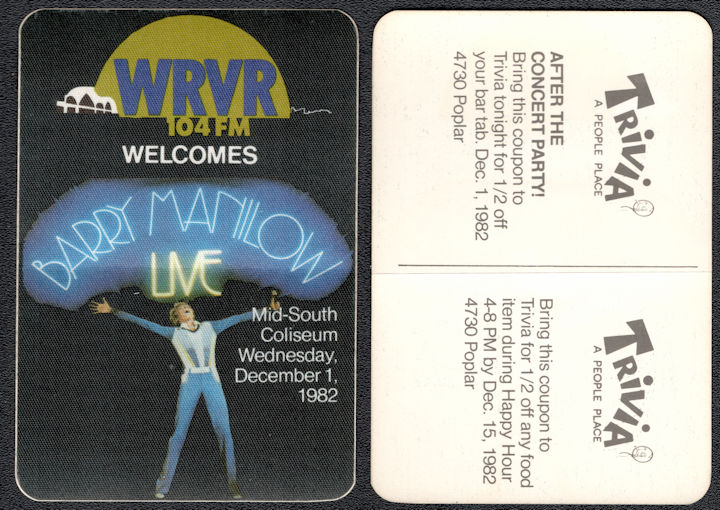 WRVR
104 FM
WELCOMES
BARRY MANILOW
LIVE
Mid-South
Coliseum
Wednesday,
December 1,
1982
TRIVIA
A PEOPLE PLACE
AFTER THE
CONCERT PARTY!
Bring this coupon to
Trivia tonight for 1/2 off
your bar tab. Dec. 1, 1982
4730 Poplar
TRIVIA
A PEOPLE PLACE
Bring this coupon to
Trivia for 1/2 off any food
item during Happy Hour
4-8 PM by Dec. 15, 1982
4730 Poplar